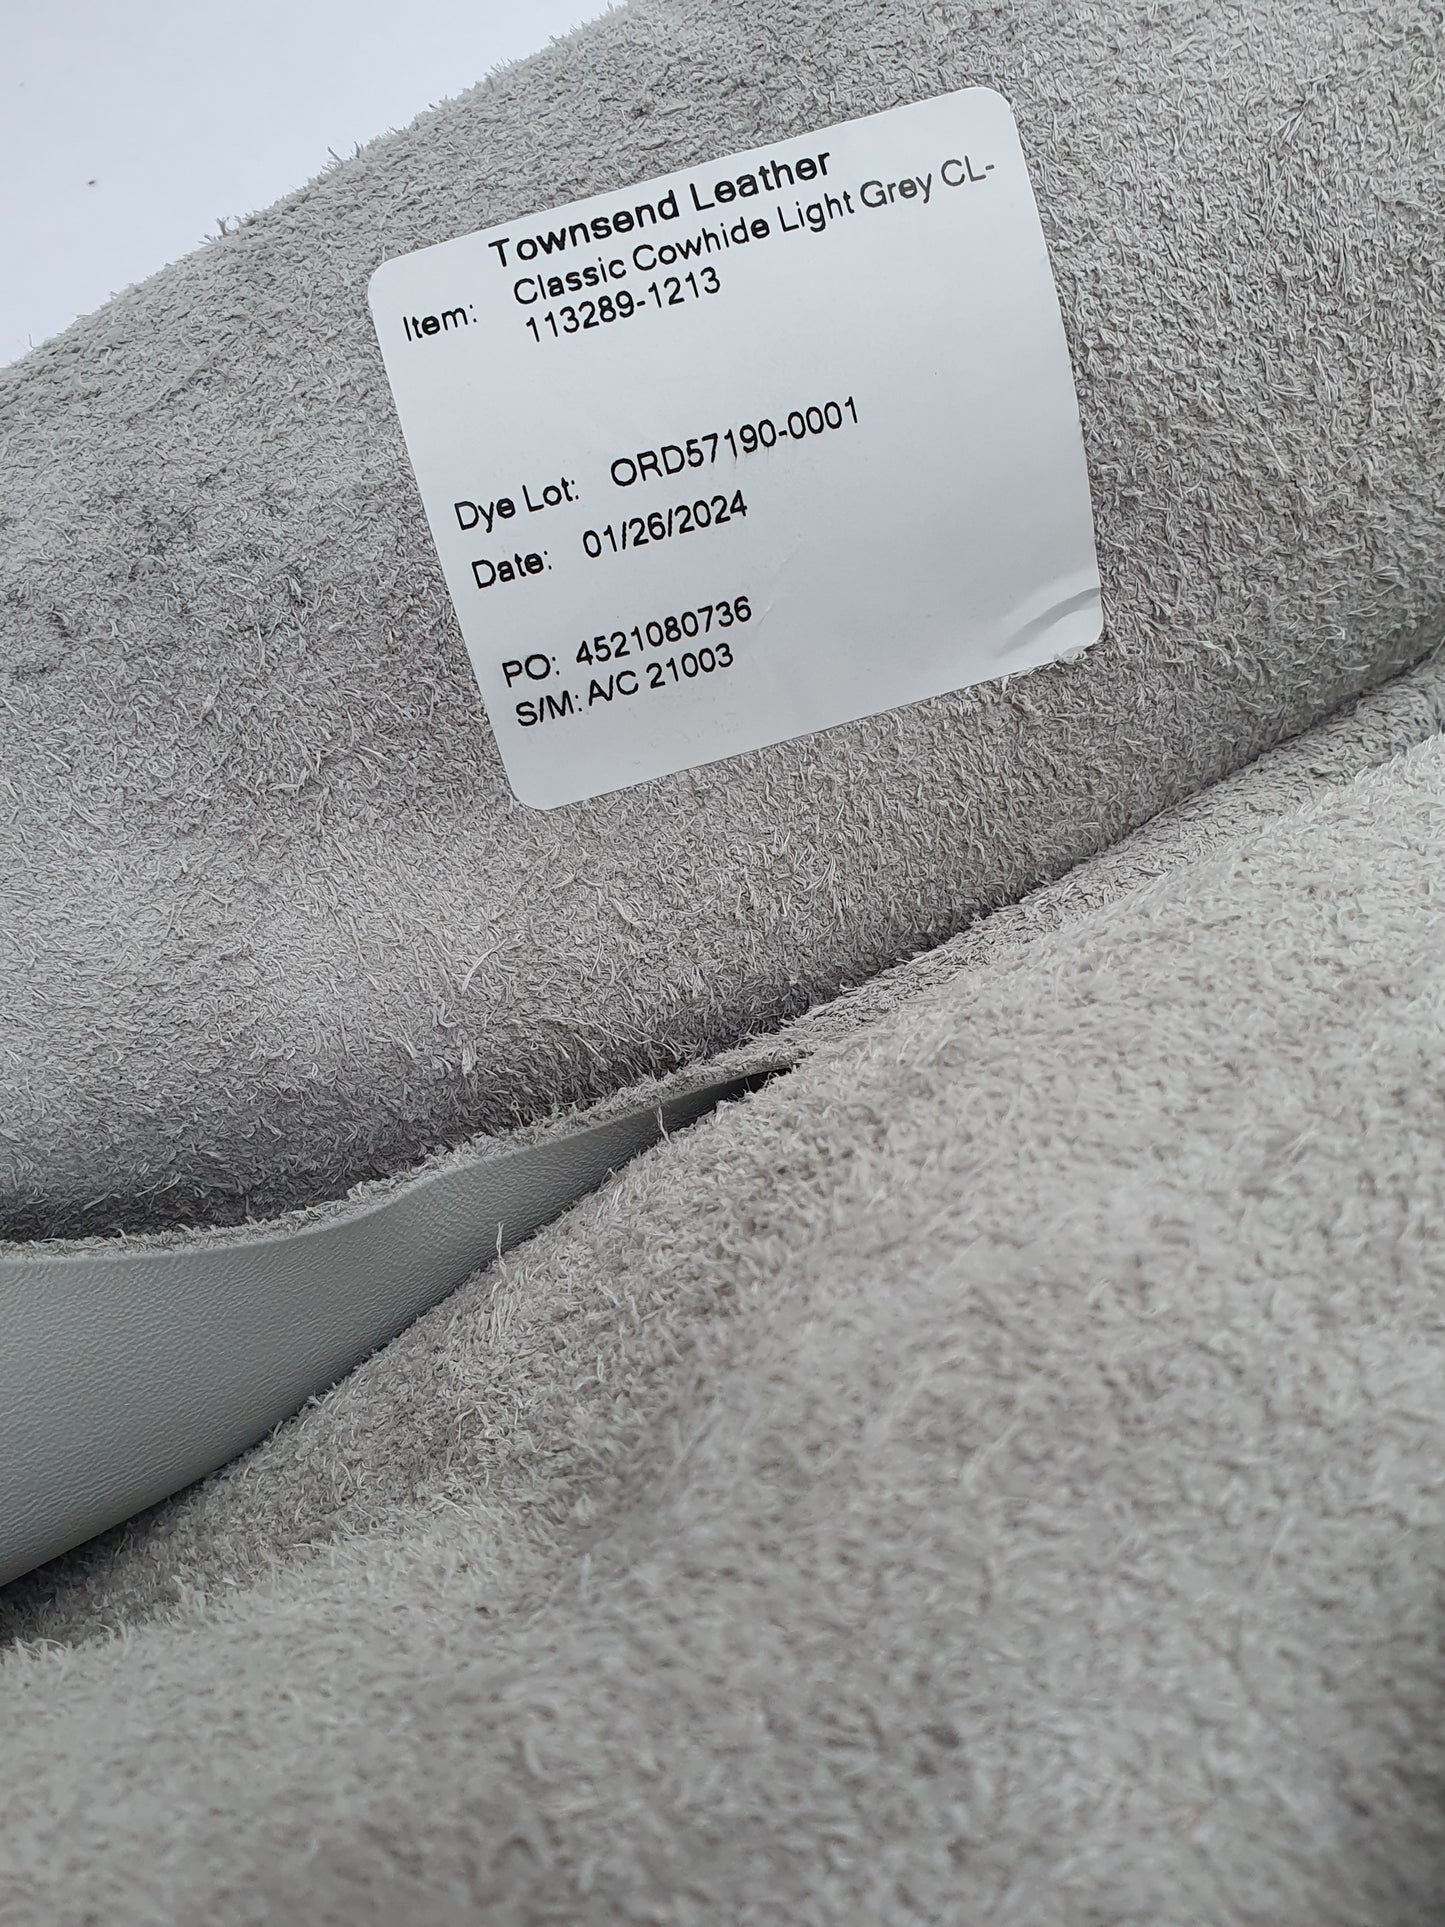 Townsend Leather
Item: Classic Cowhide Light Grey CL-
113289-1213
Dye Lot: ORD57190-0001
Date: 01/26/2024
PO: 4521080736
S/M: A/C 21003